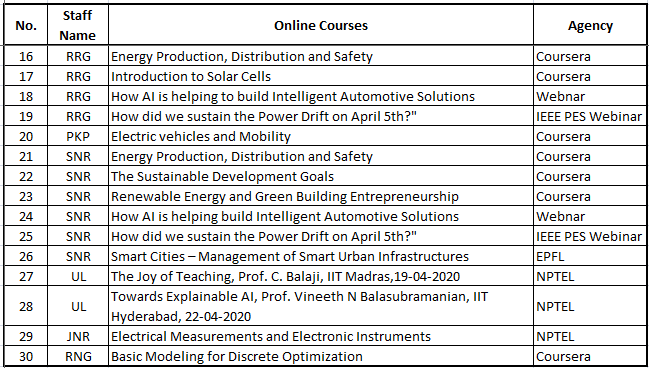 No. Staff Name Online Courses Agency
16 RRG Energy Production, Distribution and Safety Coursera
17 RRG Introduction to Solar Cells Coursera
18 RRG How AI is helping to build Intelligent Automotive Solutions Webnar
19 RRG How did we sustain the Power Drift on April 5th?" IEEE PES Webinar
20 PKP Electric vehicles and Mobility Coursera
21 SNR Energy Production, Distribution and Safety Coursera
22 SNR The Sustainable Development Goals Coursera
23 SNR Renewable Energy and Green Building Entrepreneurship Coursera
24 SNR How AI is helping build Intelligent Automotive Solutions Webnar
25 SNR How did we sustain the Power Drift on April 5th?" IEEE PES Webinar
26 SNR Smart Cities – Management of Smart Urban Infrastructures EPFL
27 UL The Joy of Teaching, Prof. C. Balaji, IIT Madras,19-04-2020 NPTEL
28 UL Towards Explainable AI, Prof. Vineeth N Balasubramanian, IIT
Hyderabad, 22-04-2020 NPTEL
29 JNR Electrical Measurements and Electronic Instruments NPTEL
30 RNG Basic Modeling for Discrete Optimization Coursera